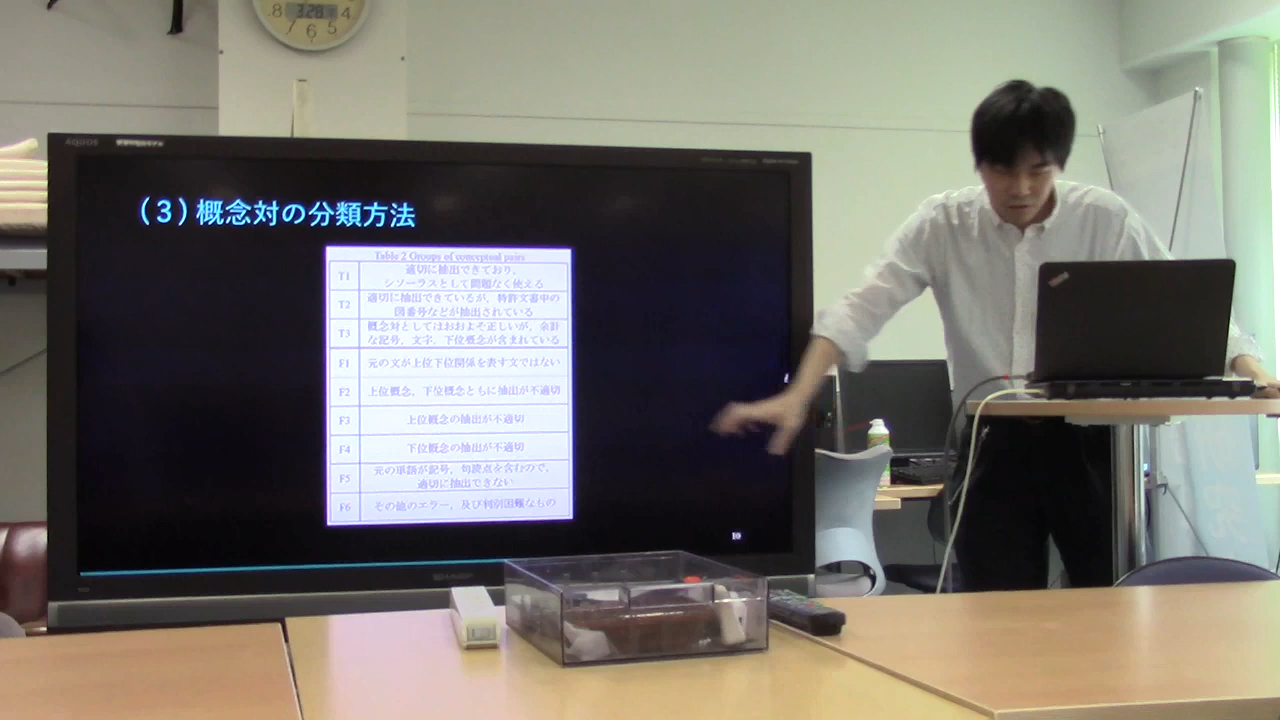 8 3:28 4
7 6 5
AQUOS
(3)概念対の分類方法
Table 2 Groups of conceptual pairs
T1 適切に抽出できており,
シソーラスとして問題なく使える
T2 適切に抽出できているが,特許文書中の
図番号などが抽出されている
T3 概念対としてはおおよそ正しいが,余計
な記号,文字,下位概念が含まれている
F1 元の文が上位下位関係を表す文ではない
F2 上位概念,下位概念ともに抽出が不適切
F3 上位概念の抽出が不適切
F4 下位概念の抽出が不適切
F5 元の単語が記号,句読点を含むので,
適切に抽出できない
F6 その他のエラー,及び判別困難なもの
10
SHARP
ThinkPad